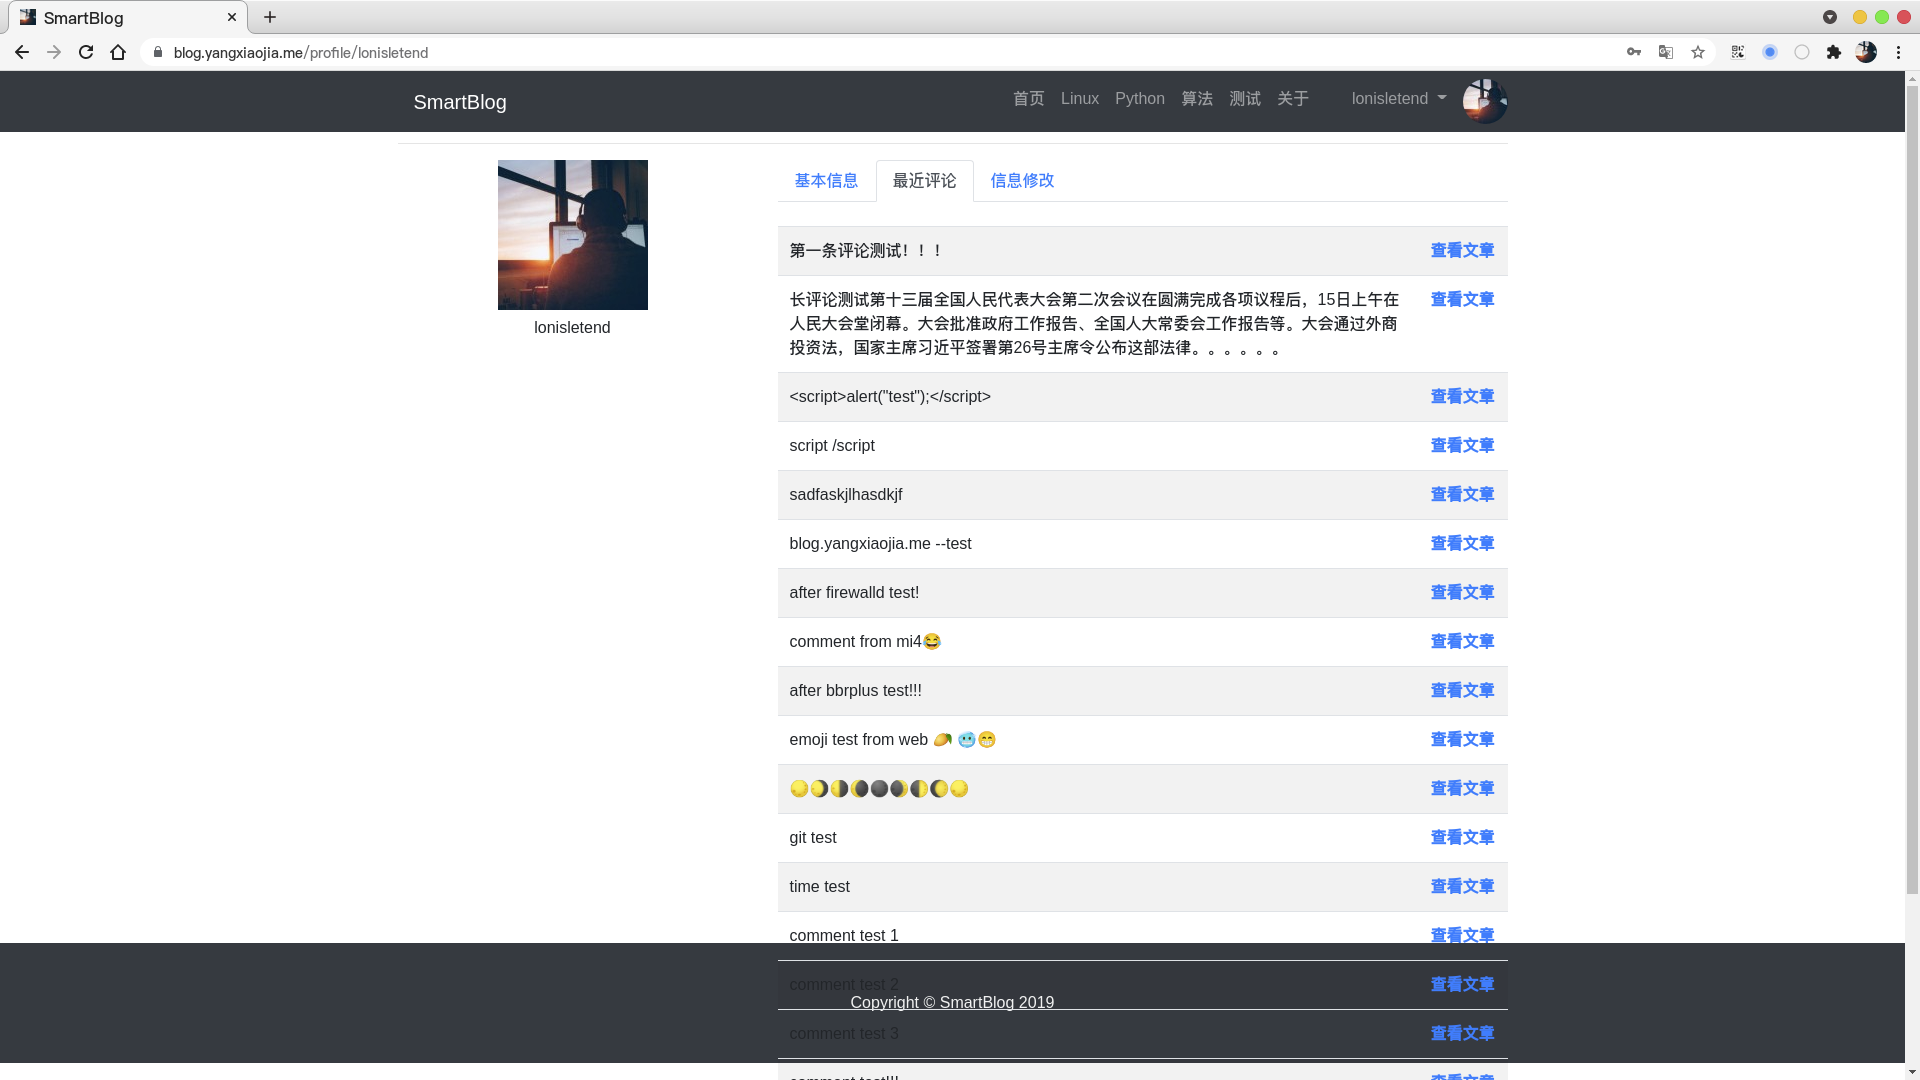 SmartBlog
blog.yangxiaojia.me/profile/lonisletend
SmartBlog 首页 Linux Python 算法 测试 关于 lonisletend
lonisletend
基本信息 最近评论 信息修改
第一条评论测试！！！ 查看文章
长评论测试第十三届全国人民代表大会第二次会议在圆满完成各项议程后，15日上午在 查看文章
人民大会堂闭幕。大会批准政府工作报告、全国人大常委会工作报告等。大会通过外商
投资法，国家主席习近平签署第26号主席令公布这部法律。。。。。。
<script>alert("test");</script> 查看文章
script /script 查看文章
sadfaskjlhasdkjf 查看文章
blog.yangxiaojia.me --test 查看文章
after firewalld test! 查看文章
comment from mi4😂 查看文章
after bbrplus test!!! 查看文章
emoji test from web 🥭 🥶😁 查看文章
🌕🌖🌗🌘🌑🌒🌓🌔🌕 查看文章
git test 查看文章
time test 查看文章
comment test 1 查看文章
comment test 2 查看文章
Copyright © SmartBlog 2019
comment test 3 查看文章
comment test!!! 查看文章